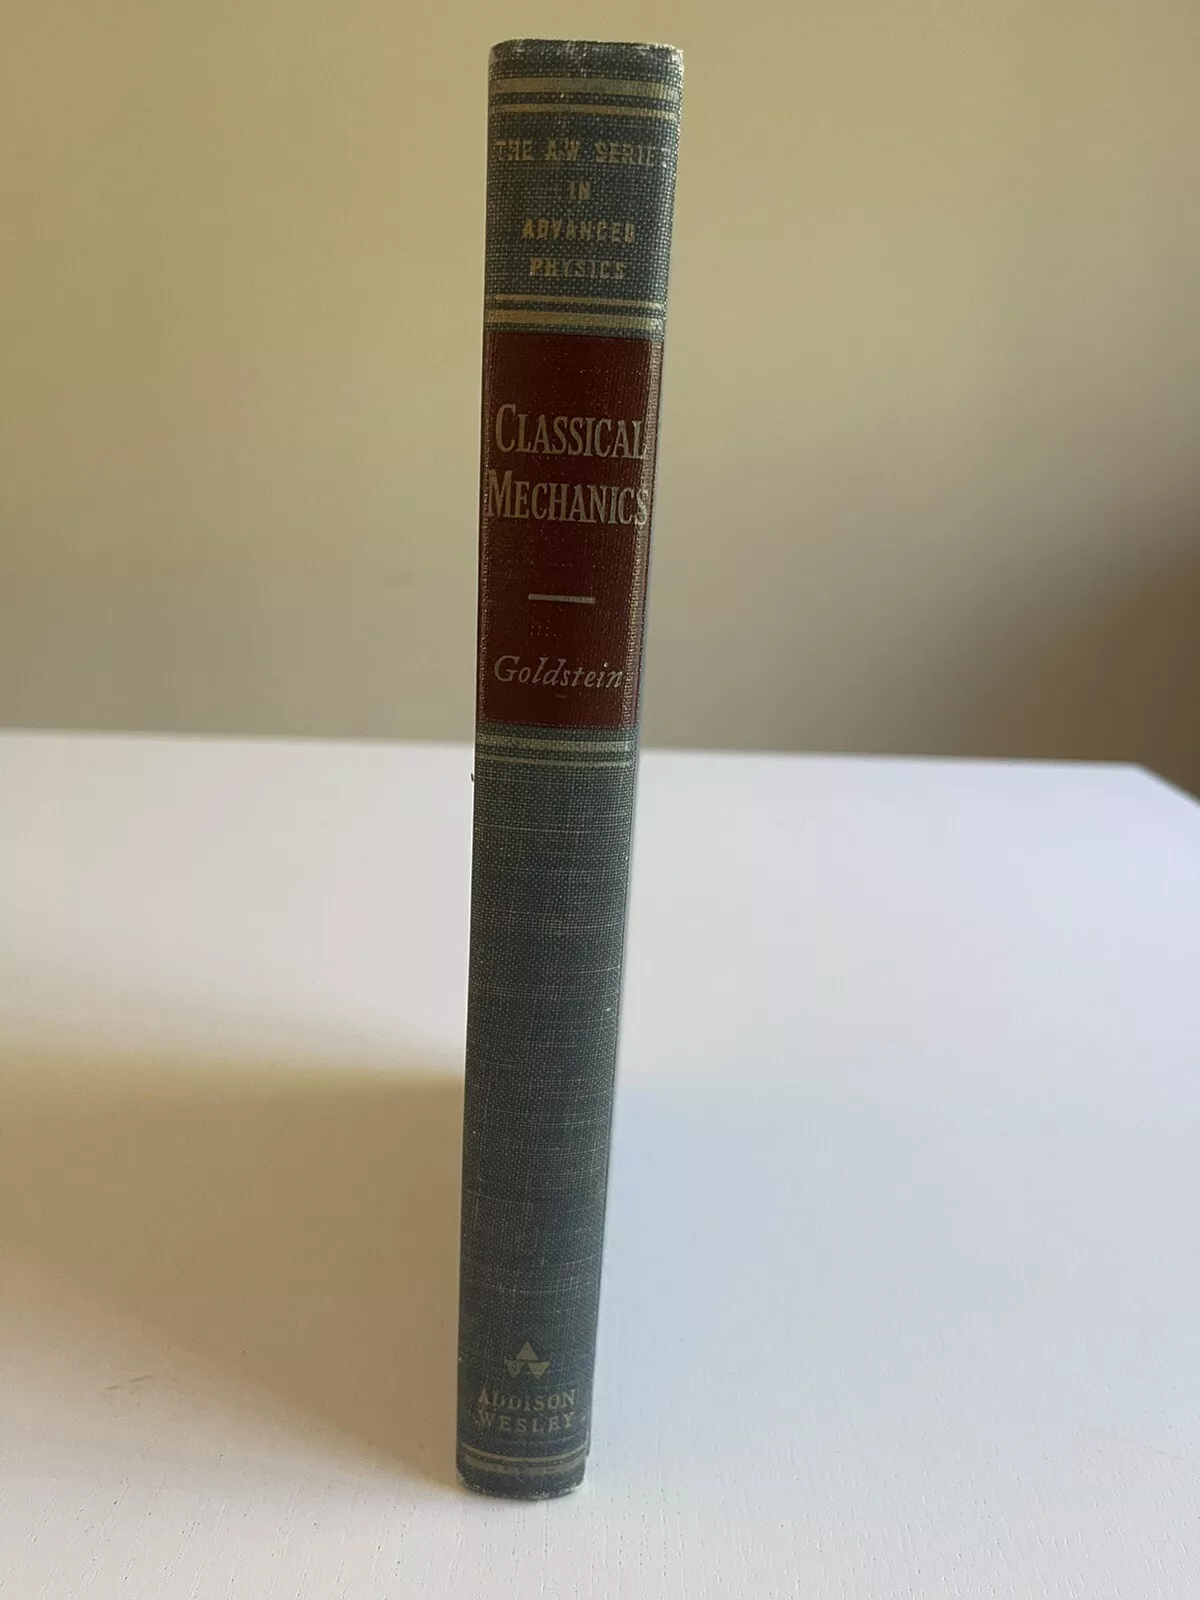 THE A-W SERIES
IN
ADVANCED
PHYSICS
CLASSICAL
MECHANICS
Goldstein
ADDISON
WESLEY